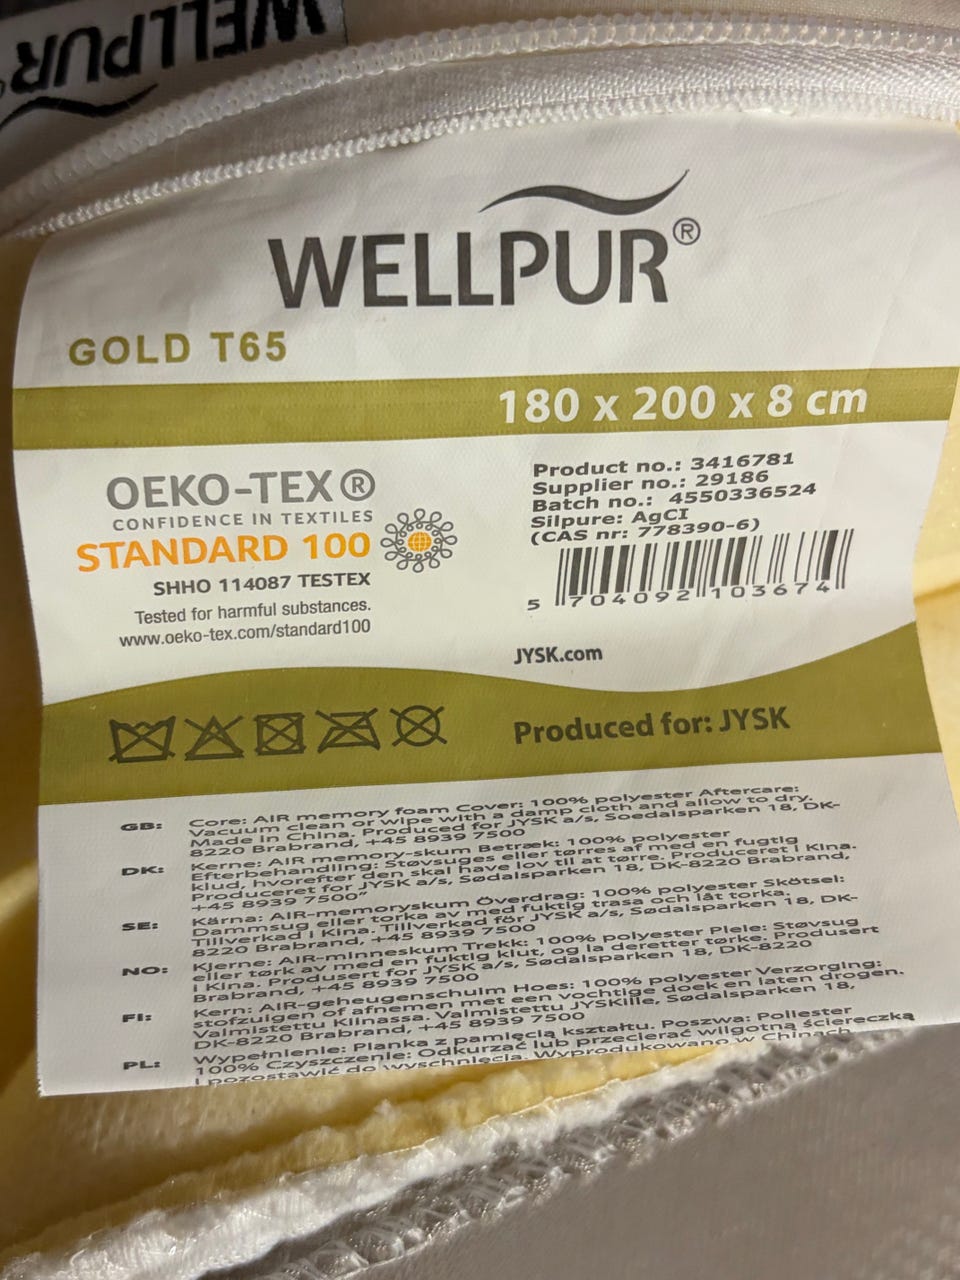 WELLPUR
WELLPUR®
GOLD T65
180 x 200 x 8 cm
OEKO-TEX®
CONFIDENCE IN TEXTILES
STANDARD 100
SHHO 114087 TESTEX
Tested for harmful substances.
www.oeko-tex.com/standard100
Product no.: 3416781
Supplier no.: 29186
Batch no.: 4550336524
Silpure: AgCI
(CAS nr: 778390-6)
5 704092 103674
JYSK.com
Produced for: JYSK
GB: Core: AIR memory foam Cover: 100% polyester Aftercare:
Vacuum clean or wipe with a damp cloth and allow to dry.
Made in China. Produced for JYSK a/s, Soedalsparken 18, DK-
8220 Brabrand, +45 8939 7500
DK: Kerne: AIR memory-skum Betræk: 100% polyester
Efterbehandling: Støvsuges eller tørres af med en fugtig
klud, hvorefter den skal have lov til at tørre. Produceret i Kina.
Produceret for JYSK a/s, Sødalsparken 18, DK-8220 Brabrand,
+45 8939 7500"
SE: Kärna: AIR-memoryskum Överdrag: 100% polyester Skötsel:
Dammsug eller torka av med fuktig trasa och låt torka.
Tillverkad i Kina. Tillverkad för JYSK a/s, Sødalsparken 18, DK-
8220 Brabrand, +45 8939 7500
NO: Kjerne: AIR-minneskum Trekk: 100% polyester Pleie: Støvsug
eller tørk av med en fuktig klut, og la deretter tørke. Produsert
i Kina. Produsert for JYSK a/s, Sødalsparken 18, DK-8220
Brabrand, +45 8939 7500
FI: Kern: AIR-geheugenschuim Hoes: 100% polyester Verzorging:
stofzuigen of afnemen met een vochtige doek en laten drogen.
Valmistettu Kiinassa. Valmistettu JYSKille, Sødalsparken 18,
DK-8220 Brabrand, +45 8939 7500
PL: Wypełnienie: Pianka z pamięcią kształtu. Poszwa: Poliester
100% Czyszczenie: Odkurzać lub przecierać wilgotną ściereczką
i pozostawić do wyschnięcia. Wyprodukowano w Chinach